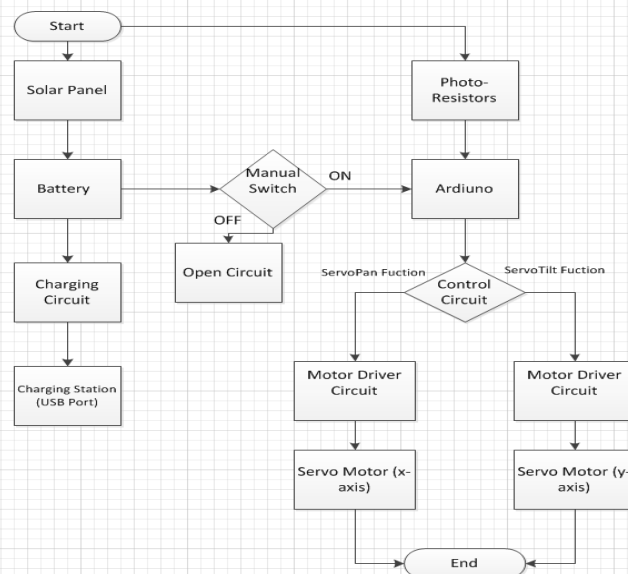 Start
Solar Panel
Photo-
Resistors
Battery
Manual
Switch
ON
Ardiuno
OFF
Open Circuit
Charging
Circuit
ServoPan Fuction
ServoTilt Fuction
Control
Circuit
Charging Station
(USB Port)
Motor Driver
Circuit
Motor Driver
Circuit
Servo Motor (x-
axis)
Servo Motor (y-
axis)
End